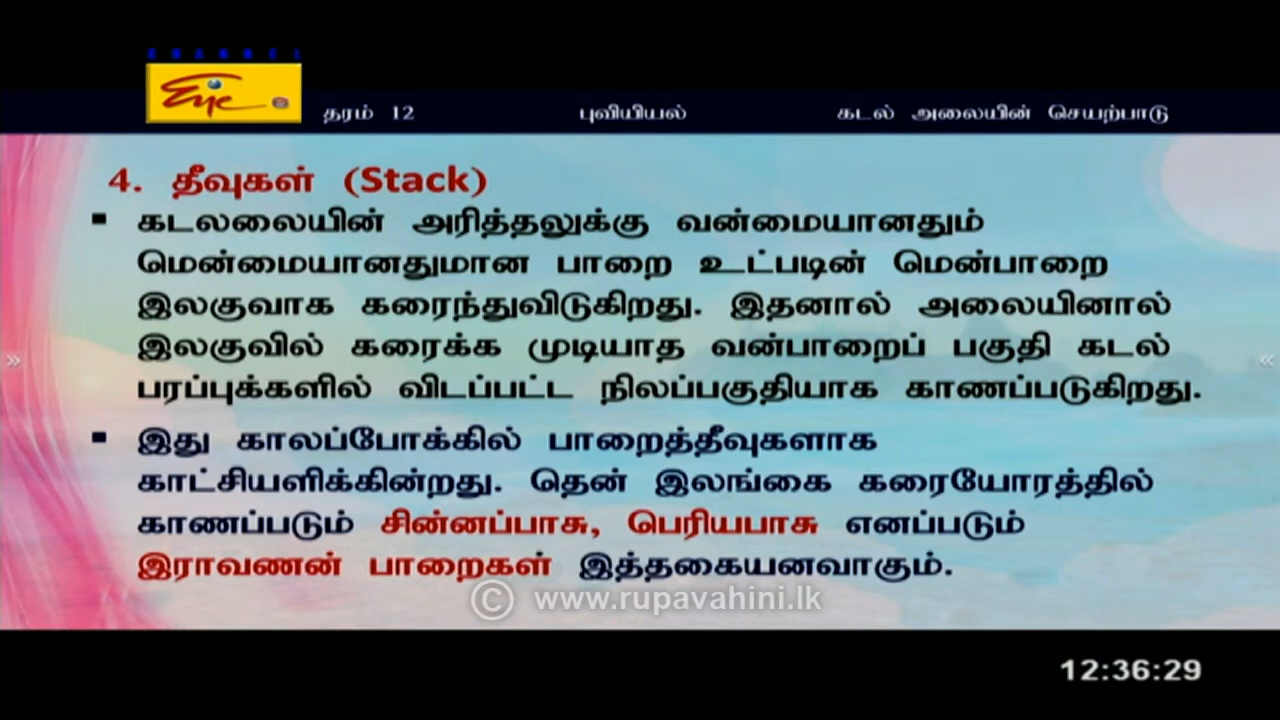 CHANNEL
Eye
தரம் 12 புவியியல் கடல் அலையின் செயற்பாடு
4. தீவுகள் (Stack)
▪ கடலலையின் அரித்தலுக்கு வன்மையானதும்
மென்மையானதுமான பாறை உட்படின் மென்பாறை
இலகுவாக கரைந்துவிடுகிறது. இதனால் அலையினால்
இலகுவில் கரைக்க முடியாத வன்பாறைப் பகுதி கடல்
பரப்புக்களில் விடப்பட்ட நிலப்பகுதியாக காணப்படுகிறது.
▪ இது காலப்போக்கில் பாறைத்தீவுகளாக
காட்சியளிக்கின்றது. தென் இலங்கை கரையோரத்தில்
காணப்படும் சின்னப்பாசு, பெரியபாசு எனப்படும்
இராவணன் பாறைகள் இத்தகையனவாகும்.
© www.rupavahini.lk
12:36:29